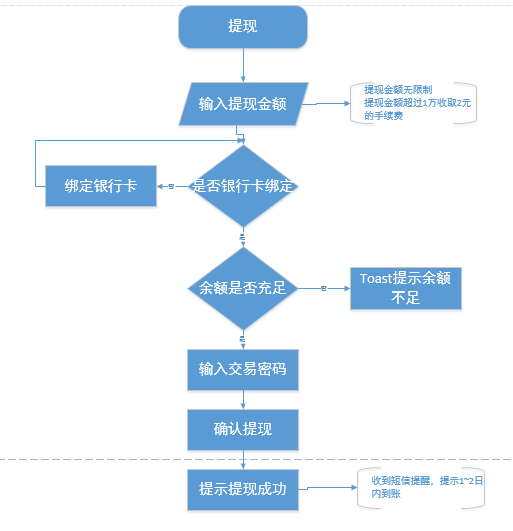 提现
输入提现金额
提现金额无限制
提现金额超过1万收取2元
的手续费
是否银行卡绑定
否
绑定银行卡
是
余额是否充足
否
Toast提示余额
不足
是
输入交易密码
确认提现
提示提现成功
收到短信提醒，提示1~2日
内到账